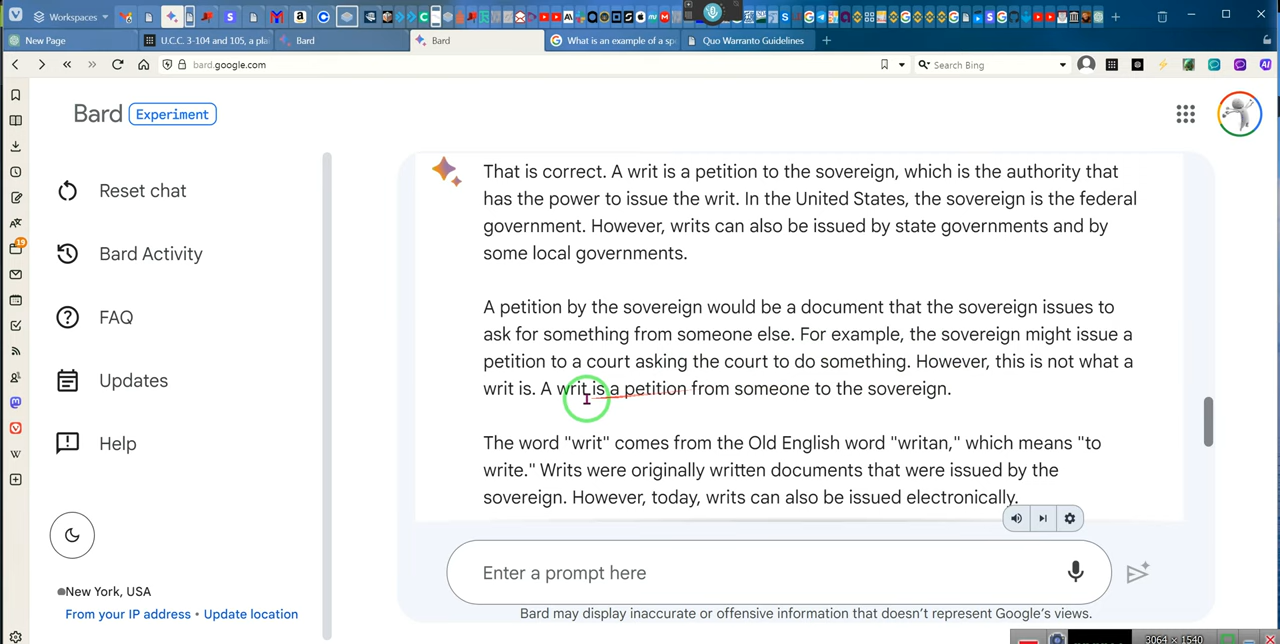 Workspaces
New Page
U.C.C. 3-104 and 105, a pla
Bard
Bard
What is an example of a sp
Quo Warranto Guidelines
bard.google.com
Search Bing
Bard Experiment
Reset chat
Bard Activity
FAQ
Updates
Help
19
That is correct. A writ is a petition to the sovereign, which is the authority that
has the power to issue the writ. In the United States, the sovereign is the federal
government. However, writs can also be issued by state governments and by
some local governments.
A petition by the sovereign would be a document that the sovereign issues to
ask for something from someone else. For example, the sovereign might issue a
petition to a court asking the court to do something. However, this is not what a
writ is. A writ is a petition from someone to the sovereign.
The word "writ" comes from the Old English word "writan," which means "to
write." Writs were originally written documents that were issued by the
sovereign. However, today, writs can also be issued electronically.
Enter a prompt here
New York, USA
From your IP address • Update location
Bard may display inaccurate or offensive information that doesn't represent Google's views.
3064 × 1540